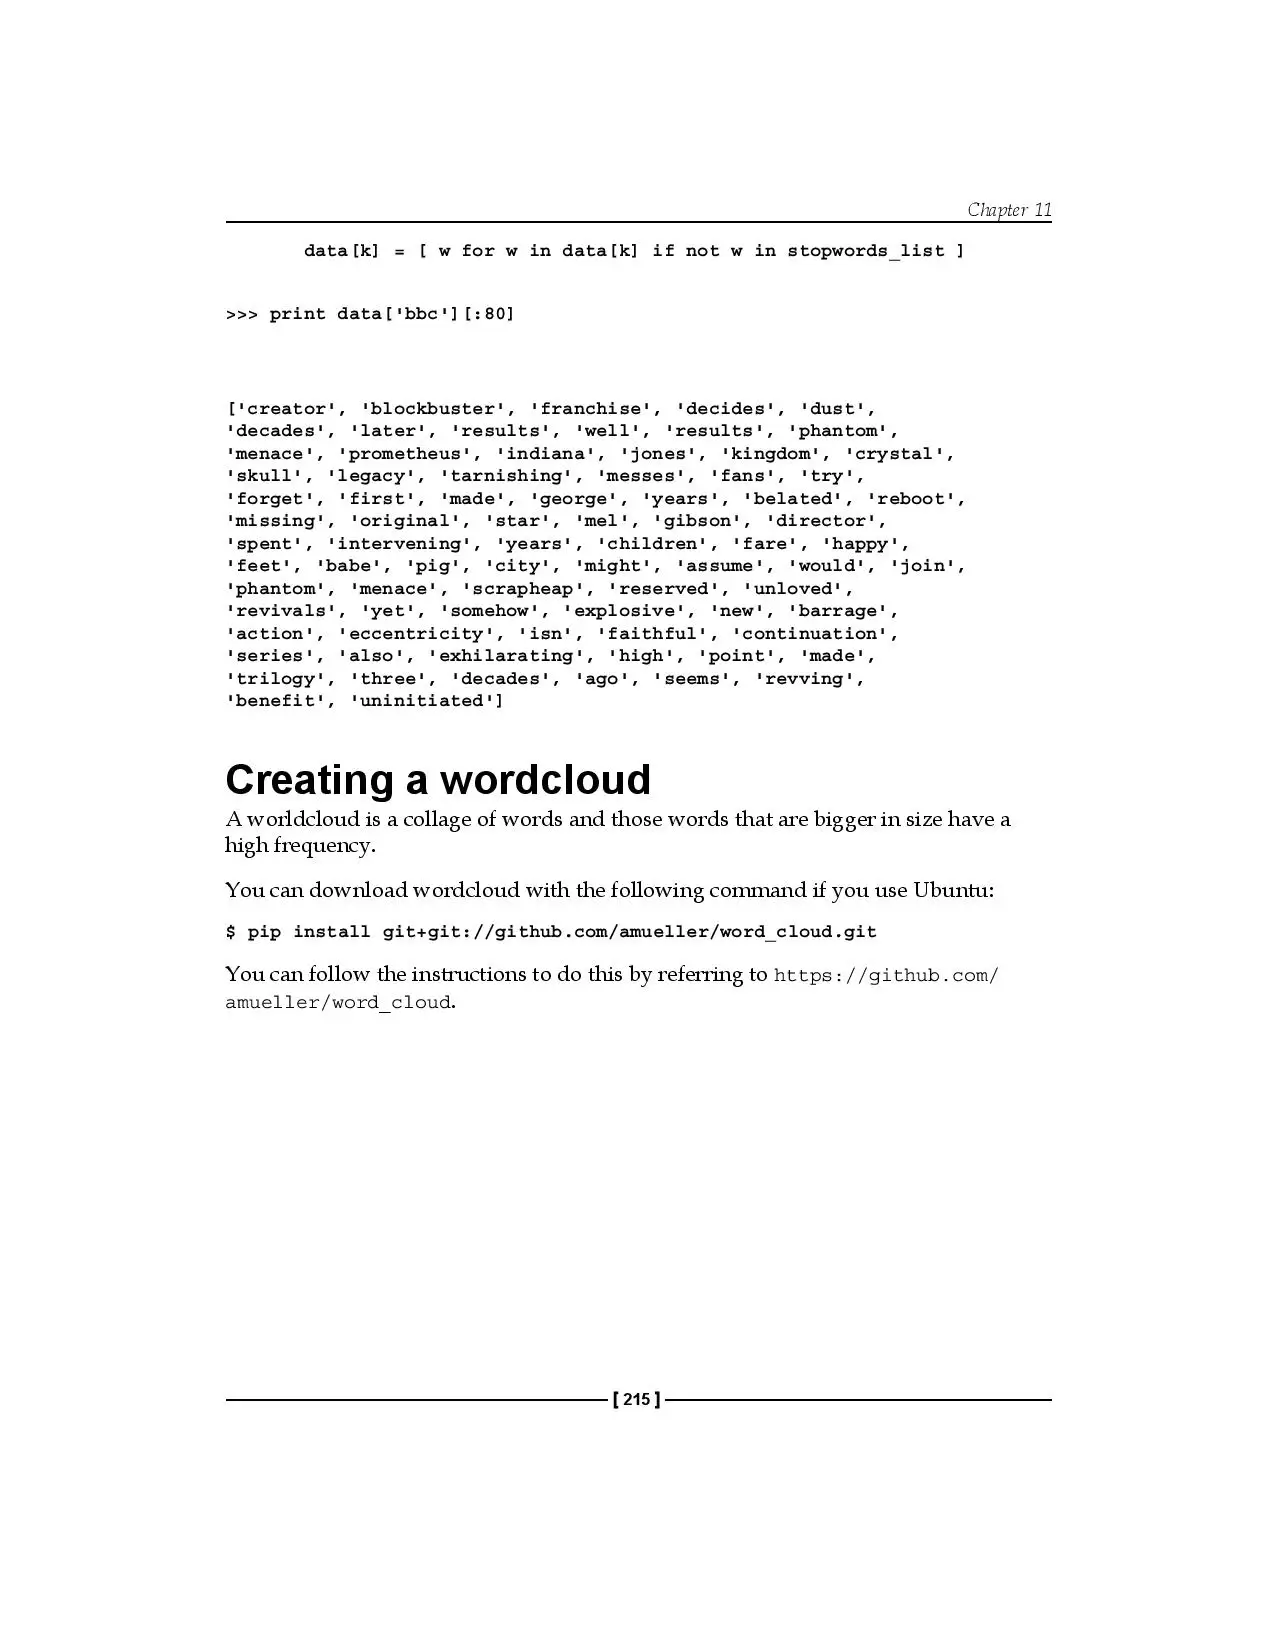 Chapter 11
data[k] = [ w for w in data[k] if not w in stopwords_list ]
>>> print data['bbc'][:80]
['creator', 'blockbuster', 'franchise', 'decides', 'dust',
'decades', 'later', 'results', 'well', 'results', 'phantom',
'menace', 'prometheus', 'indiana', 'jones', 'kingdom', 'crystal',
'skull', 'legacy', 'tarnishing', 'messes', 'fans', 'try',
'forget', 'first', 'made', 'george', 'years', 'belated', 'reboot',
'missing', 'original', 'star', 'mel', 'gibson', 'director',
'spent', 'intervening', 'years', 'children', 'fare', 'happy',
'feet', 'babe', 'pig', 'city', 'might', 'assume', 'would', 'join',
'phantom', 'menace', 'scrapheap', 'reserved', 'unloved',
'revivals', 'yet', 'somehow', 'explosive', 'new', 'barrage',
'action', 'eccentricity', 'isn', 'faithful', 'continuation',
'series', 'also', 'exhilarating', 'high', 'point', 'made',
'trilogy', 'three', 'decades', 'ago', 'seems', 'revving',
'benefit', 'uninitiated']
Creating a wordcloud
A worldcloud is a collage of words and those words that are bigger in size have a
high frequency.
You can download wordcloud with the following command if you use Ubuntu:
$ pip install git+git://github.com/amueller/word_cloud.git
You can follow the instructions to do this by referring to https://github.com/
amueller/word_cloud.
[ 215 ]